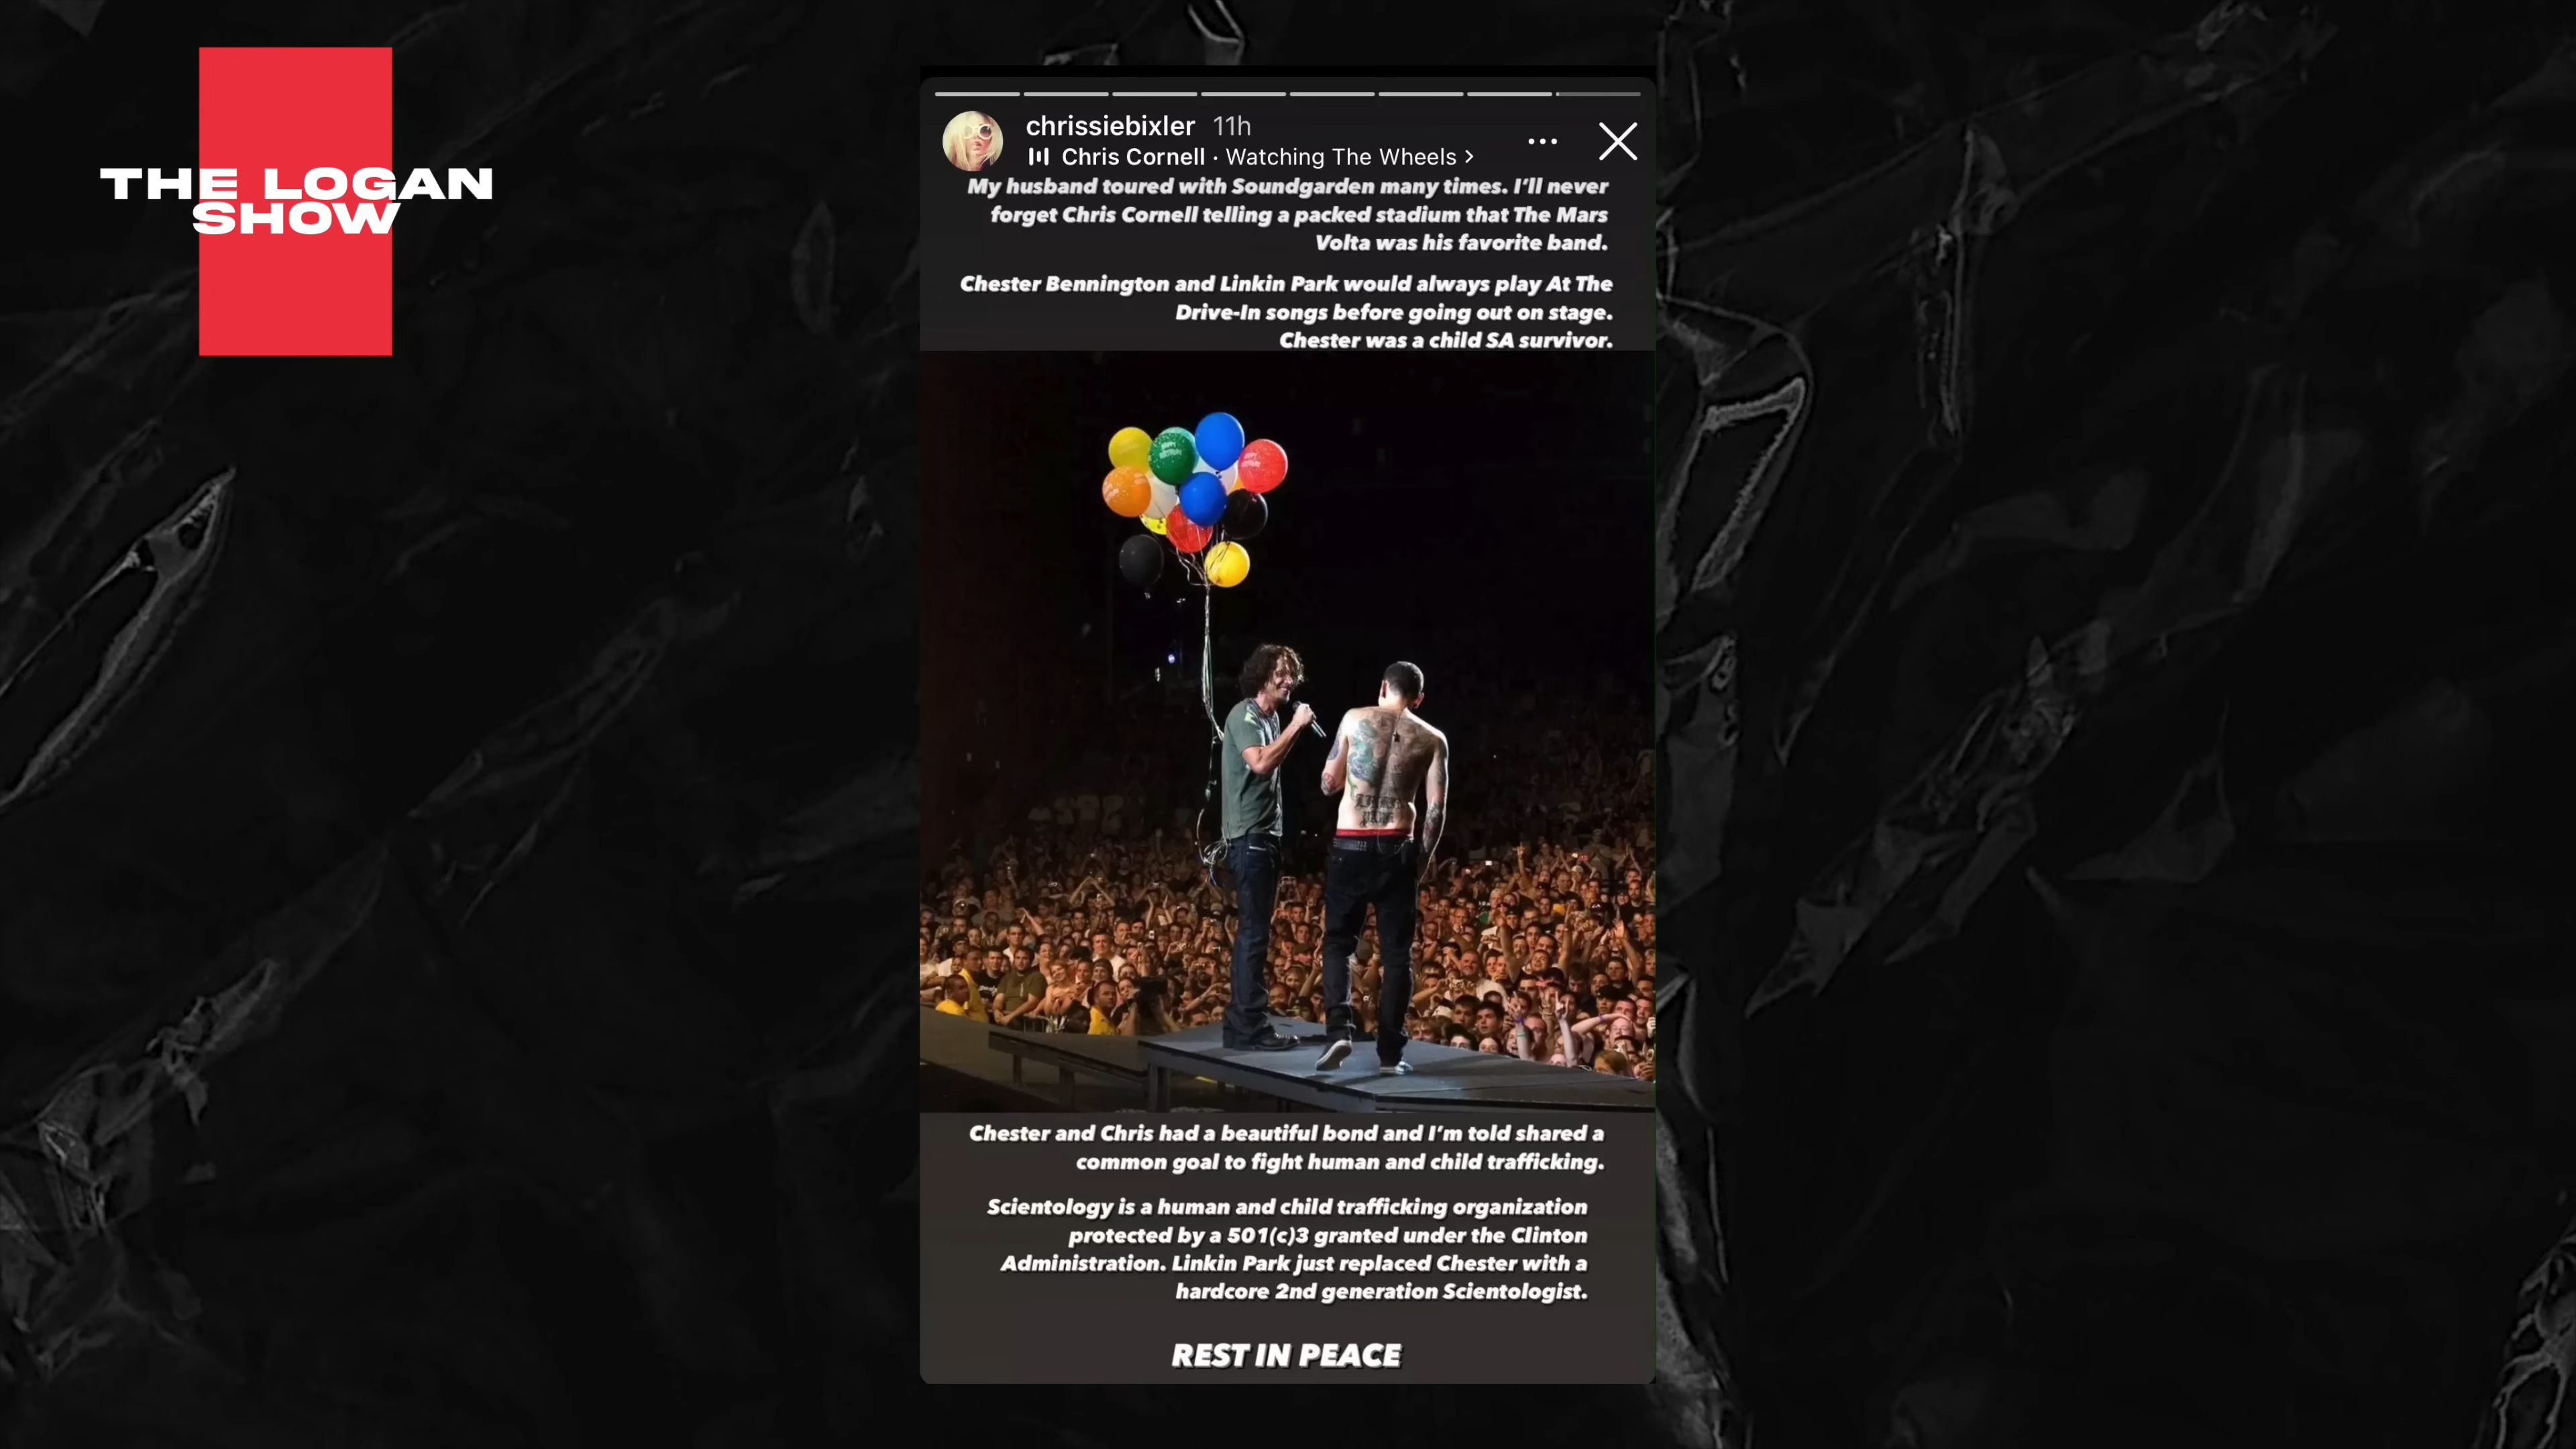 THE LOGAN
SHOW
chrissiebixler 11h
Chris Cornell · Watching The Wheels >
My husband toured with Soundgarden many times. I'll never
forget Chris Cornell telling a packed stadium that The Mars
Volta was his favorite band.
Chester Bennington and Linkin Park would always play At The
Drive-In songs before going out on stage.
Chester was a child SA survivor.
LINKIN
PARK
Chester and Chris had a beautiful bond and I'm told shared a
common goal to fight human and child trafficking.
Scientology is a human and child trafficking organization
protected by a 501(c)3 granted under the Clinton
Administration. Linkin Park just replaced Chester with a
hardcore 2nd generation Scientologist.
REST IN PEACE